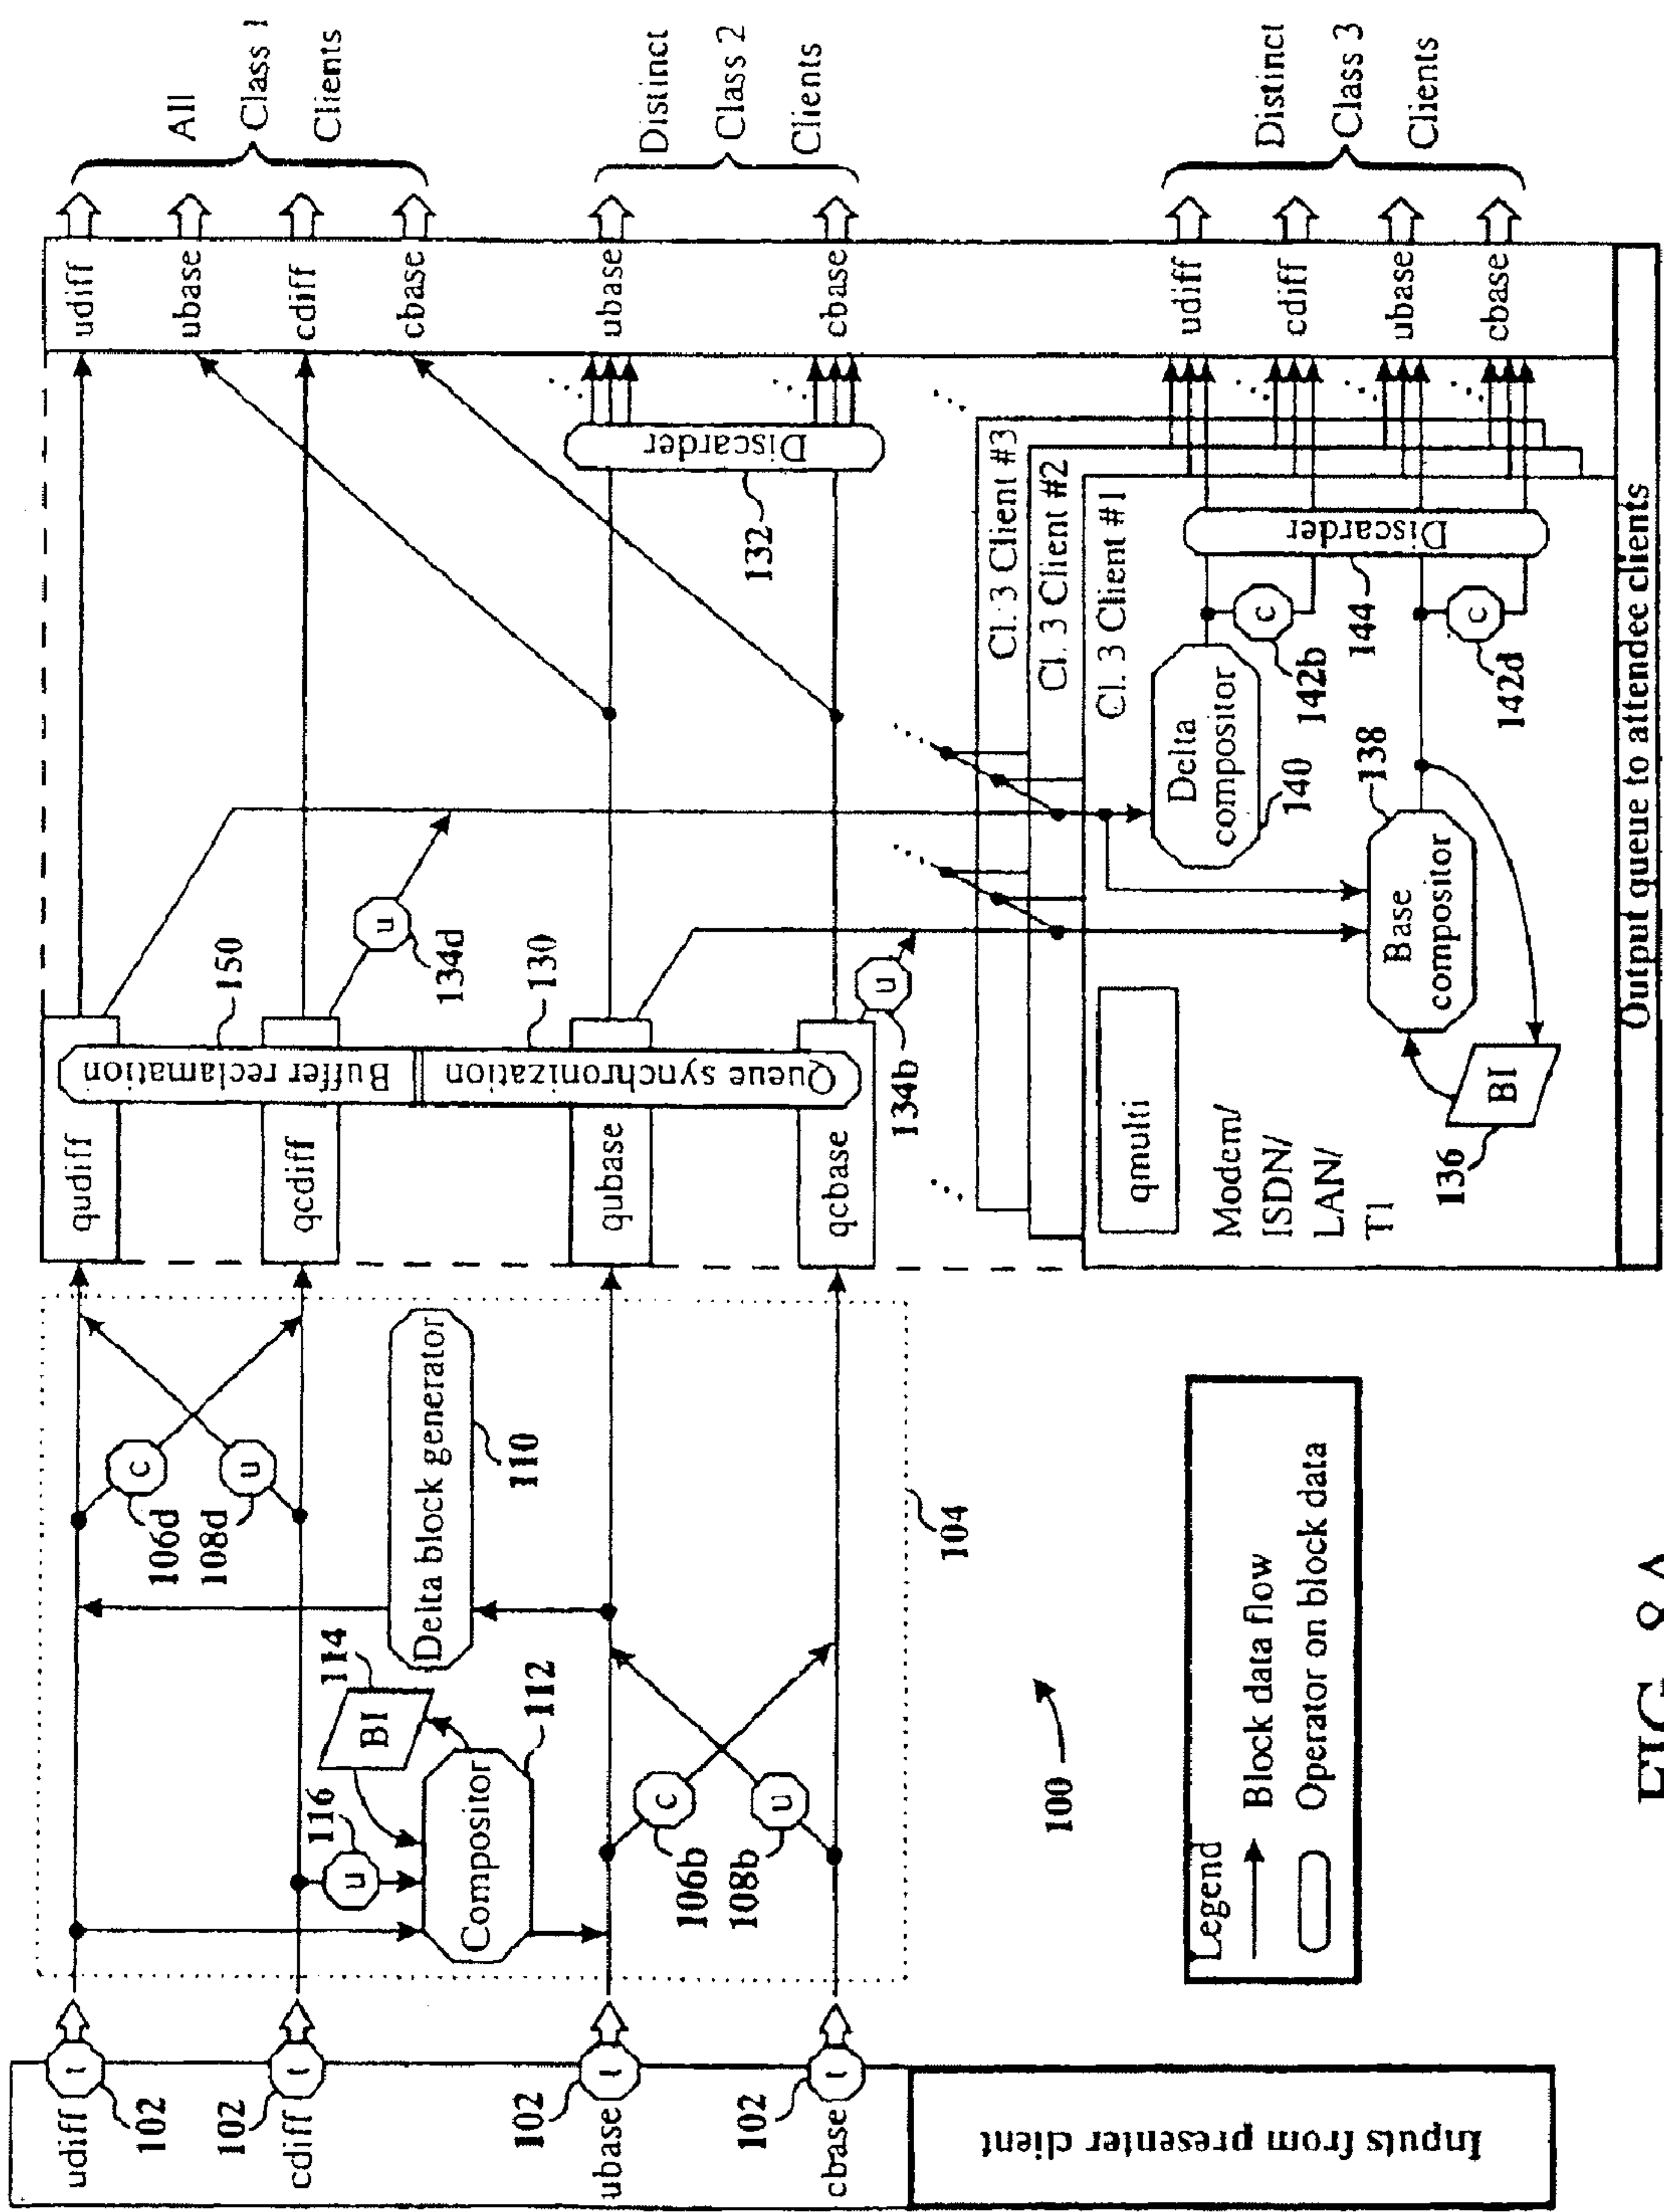 udiff
102
cdiff
102
ubase
102
cbase
102
t
t
t
t
Inputs from presenter client
116
u
BI
114
Compositor
112
106b
c
108b
u
106d
c
108d
u
Delta block generator
110
104
100
Legend
Block data flow
Operator on block data
FIG. 8A
qudiff
qcdiff
qubase
qcbase
Buffer reclamation
Queue synchronization
150
130
u
134d
u
134b
Discarder
132
Cl. 3 Client #3
Cl. 3 Client #2
Cl. 3 Client #1
qmulti
Modem/
ISDN/
LAN/
T1
BI
136
Base
compositor
138
Delta
compositor
140
c
142b
c
142d
Discarder
144
udiff
ubase
cdiff
cbase
ubase
cbase
udiff
cdiff
ubase
cbase
Output queue to attendee clients
All
Class 1
Clients
Distinct
Class 2
Clients
Distinct
Class 3
Clients